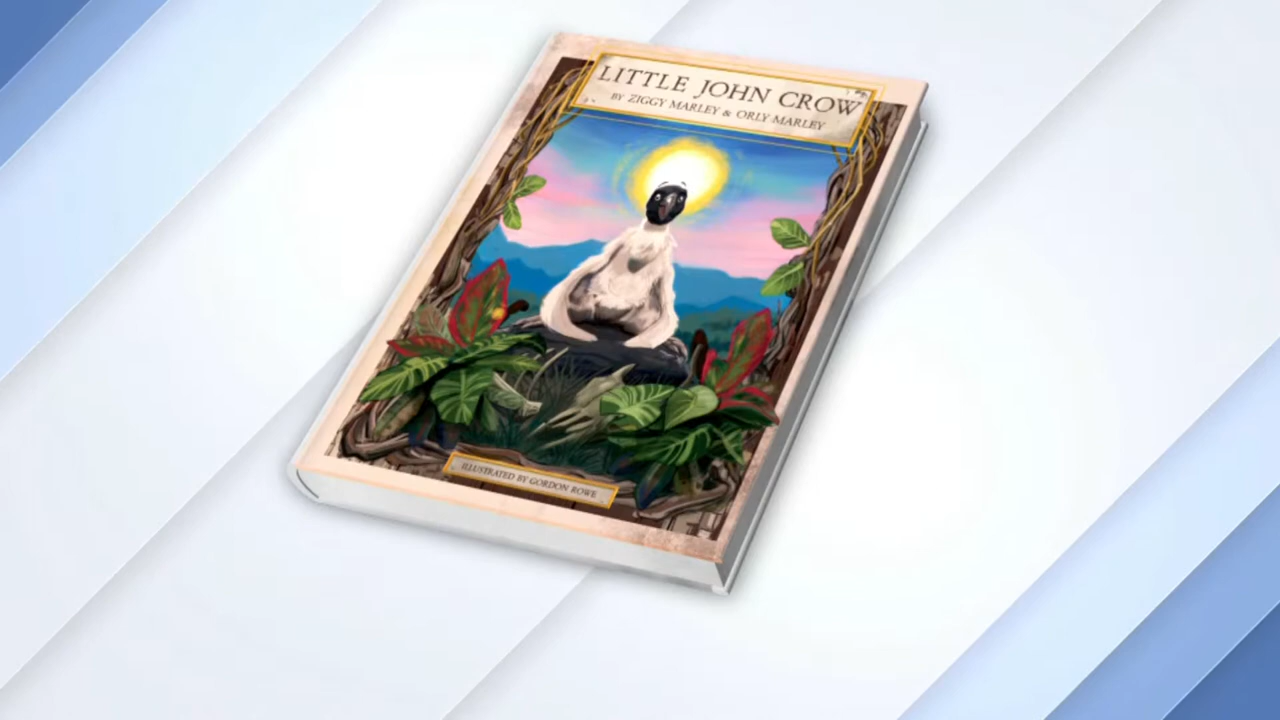 LITTLE JOHN CROW
BY ZIGGY MARLEY & ORLY MARLEY
ILLUSTRATED BY GORDON ROWE